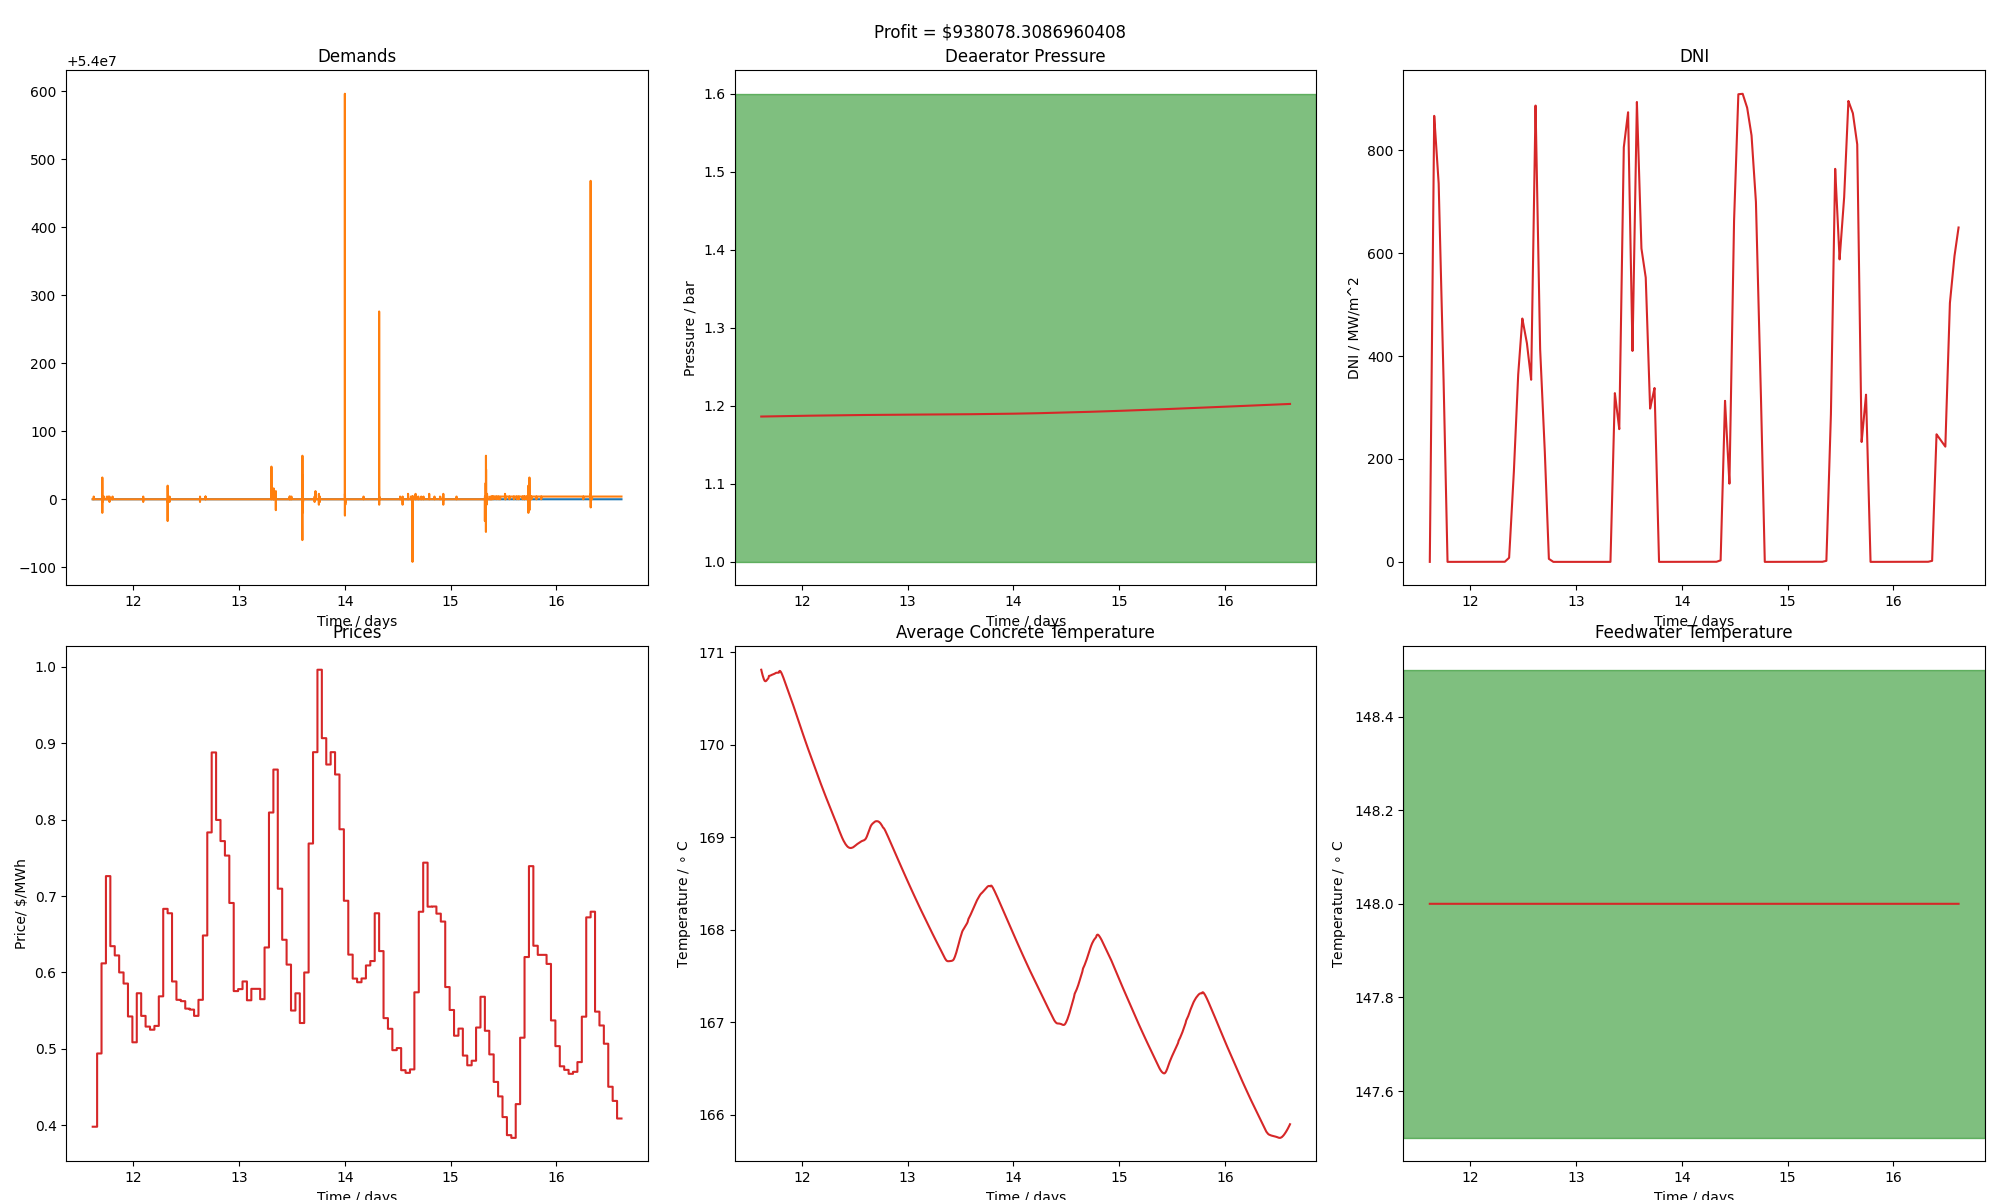 Profit = $938078.3086960408
Demands
+5.4e7
600
500
400
300
200
100
0
−100
12 13 14 15 16
Time / days
Deaerator Pressure
Pressure / bar
1.6
1.5
1.4
1.3
1.2
1.1
1.0
12 13 14 15 16
Time / days
DNI
DNI / MW/m^2
800
600
400
200
0
12 13 14 15 16
Time / days
Prices
Price/ $/MWh
1.0
0.9
0.8
0.7
0.6
0.5
0.4
12 13 14 15 16
Time / days
Average Concrete Temperature
Temperature / ∘ C
171
170
169
168
167
166
12 13 14 15 16
Time / days
Feedwater Temperature
Temperature / ∘ C
148.4
148.2
148.0
147.8
147.6
12 13 14 15 16
Time / days